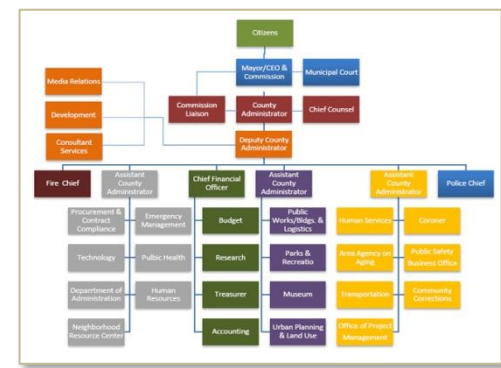 Citizens
Mayor/CEO &
Commission
Municipal Court
Media Relations
Commission
Liaison
County
Administrator
Chief Counsel
Development
Consultant
Services
Deputy County
Administrator
Fire Chief
Assistant
County
Administrator
Chief Financial
Officer
Assistant
County
Administrator
Assistant
County
Administrator
Police Chief
Procurement &
Contract
Compliance
Emergency
Management
Budget
Public
Works/Bldgs. &
Logistics
Human Services
Coroner
Technology
Pulbic Health
Research
Parks &
Recreatio
Area Agency on
Aging
Public Safety
Business Office
Department of
Administration
Human
Resources
Treasurer
Museum
Transportation
Community
Corrections
Neighborhood
Resource Center
Accounting
Urban Planning
& Land Use
Office of Project
Management